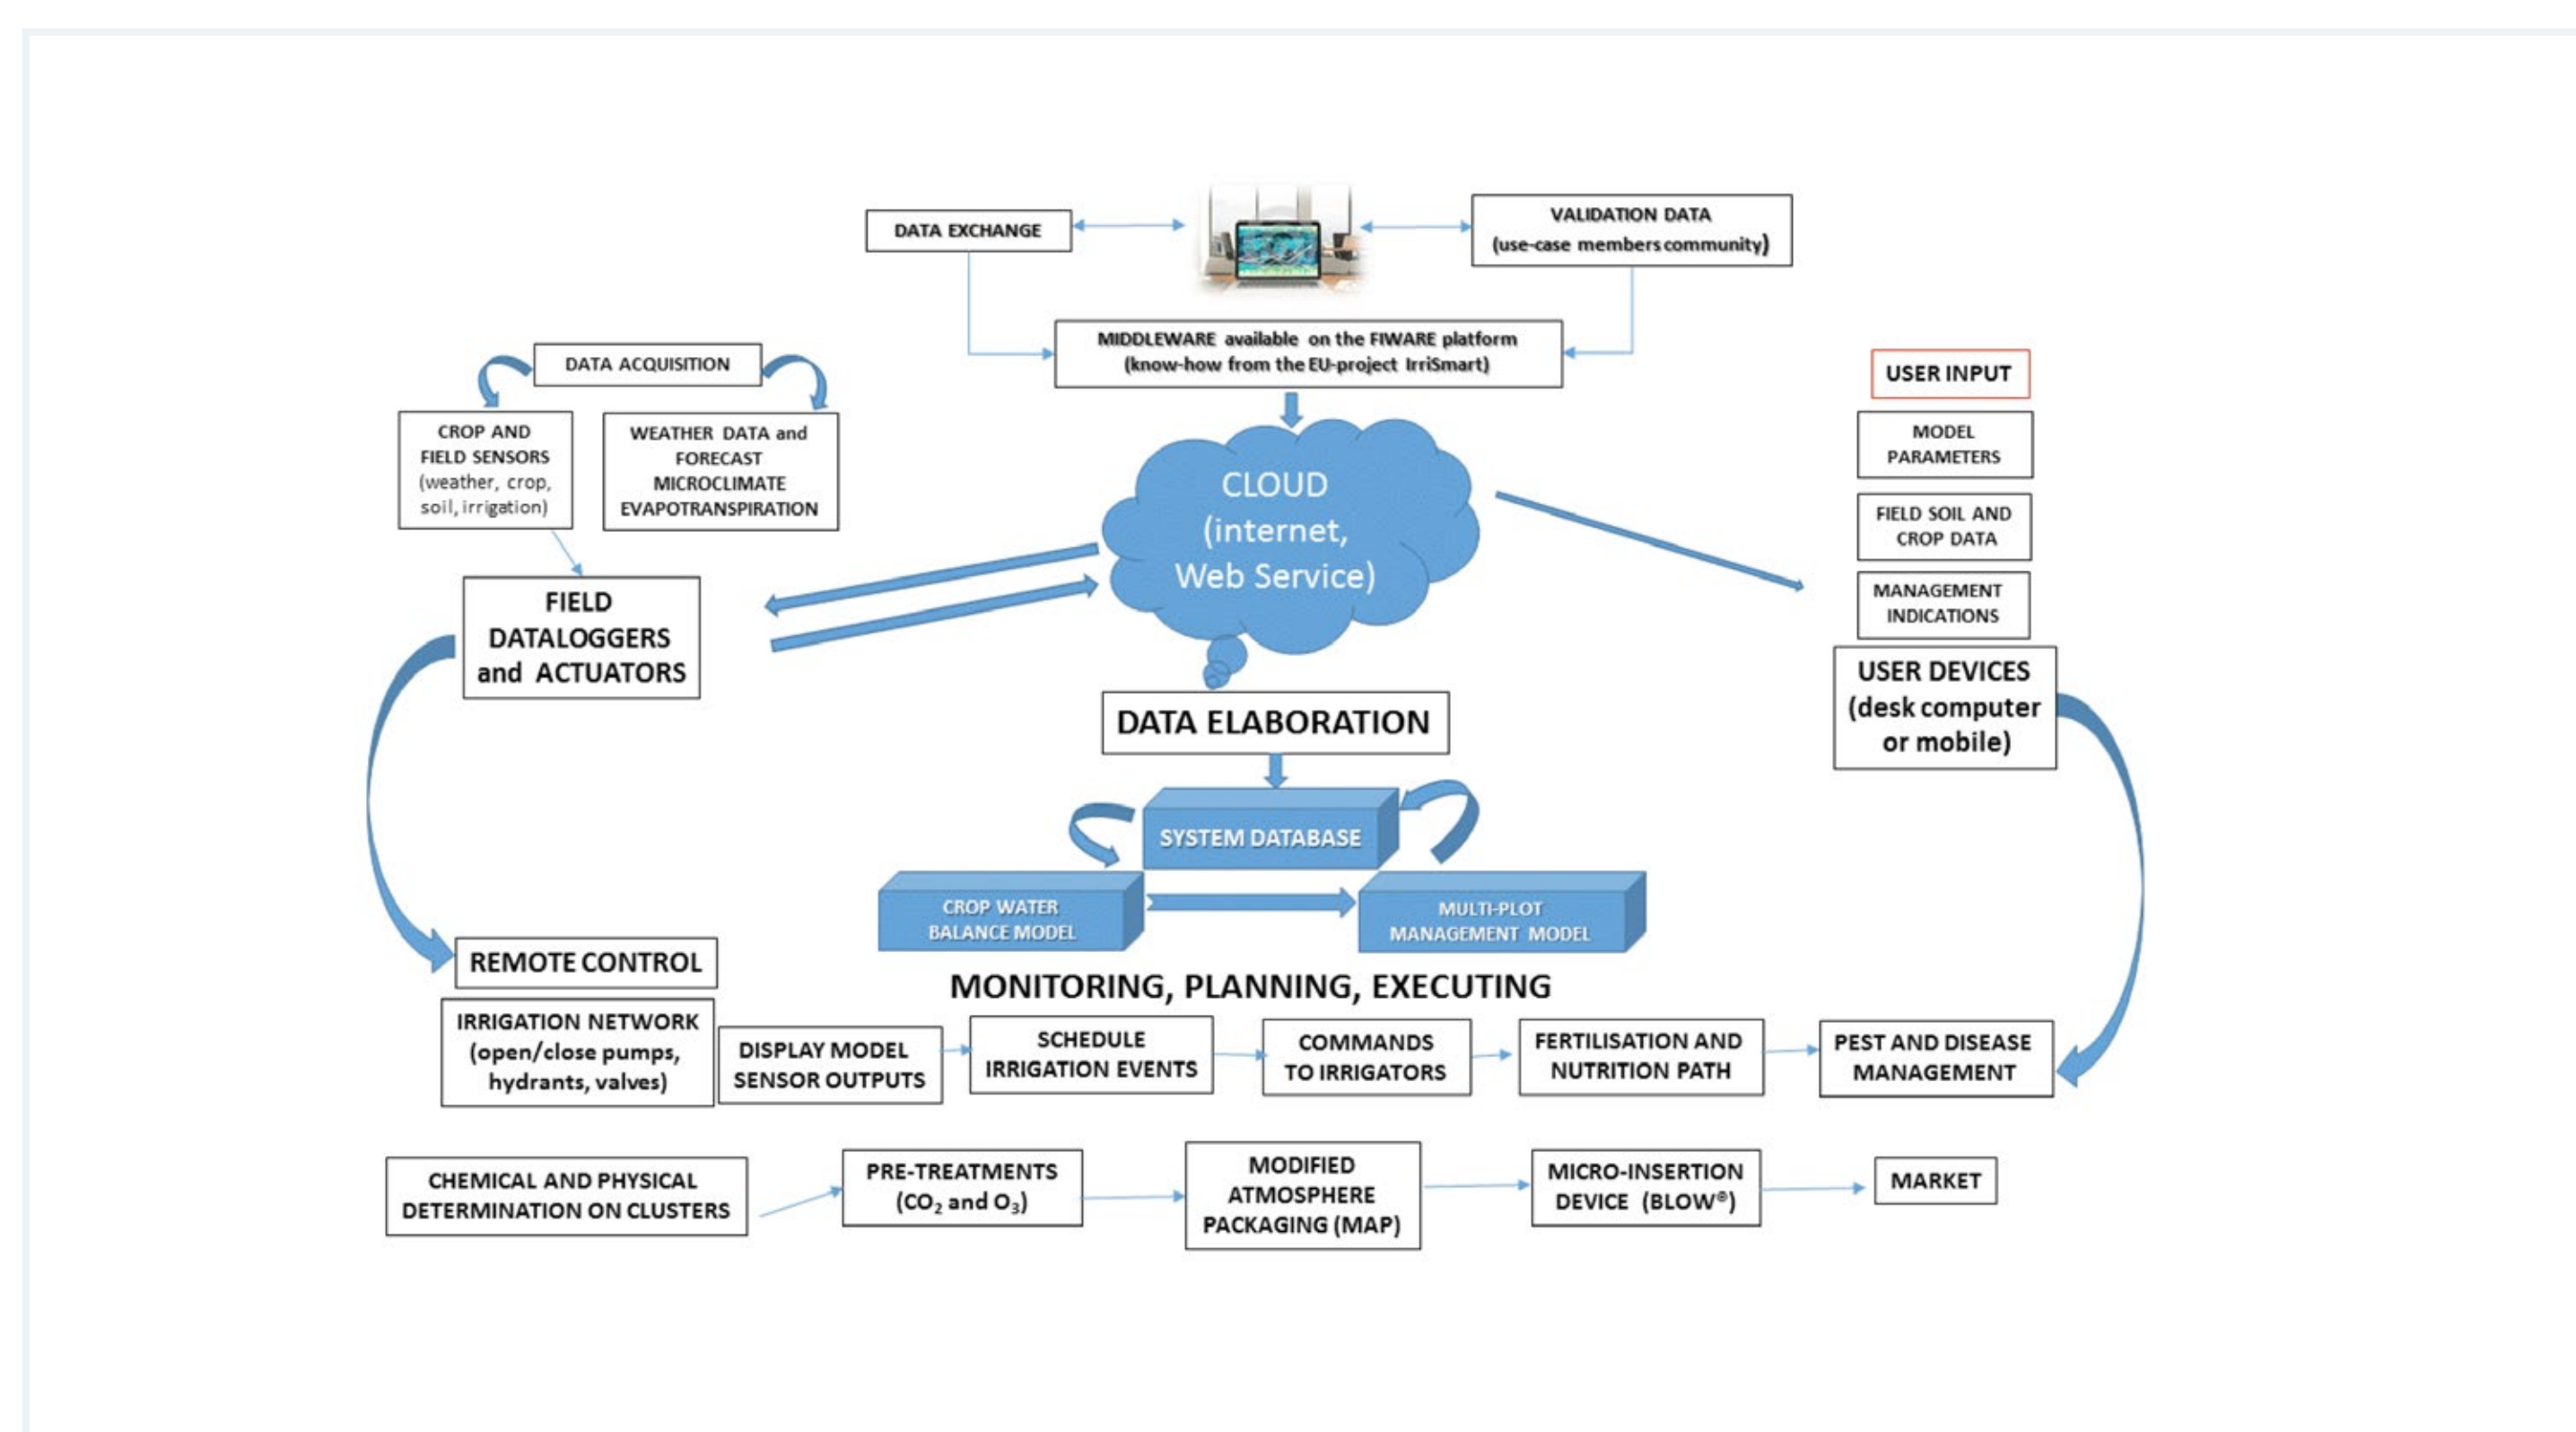 DATA EXCHANGE
VALIDATION DATA
(use-case members community)
MIDDLEWARE available on the FIWARE platform
(know-how from the EU-project IrriSmart)
DATA ACQUISITION
CROP AND
FIELD SENSORS
(weather, crop,
soil, irrigation)
WEATHER DATA and
FORECAST
MICROCLIMATE
EVAPOTRANSPIRATION
FIELD
DATALOGGERS
and ACTUATORS
CLOUD
(internet,
Web Service)
USER INPUT
MODEL
PARAMETERS
FIELD SOIL AND
CROP DATA
MANAGEMENT
INDICATIONS
USER DEVICES
(desk computer
or mobile)
DATA ELABORATION
SYSTEM DATABASE
CROP WATER
BALANCE MODEL
MULTI-PLOT
MANAGEMENT MODEL
REMOTE CONTROL
MONITORING, PLANNING, EXECUTING
IRRIGATION NETWORK
(open/close pumps,
hydrants, valves)
DISPLAY MODEL
SENSOR OUTPUTS
SCHEDULE
IRRIGATION EVENTS
COMMANDS
TO IRRIGATORS
FERTILISATION AND
NUTRITION PATH
PEST AND DISEASE
MANAGEMENT
CHEMICAL AND PHYSICAL
DETERMINATION ON CLUSTERS
PRE-TREATMENTS
(CO₂ and O₃)
MODIFIED
ATMOSPHERE
PACKAGING (MAP)
MICRO-INSERTION
DEVICE (BLOW®)
MARKET